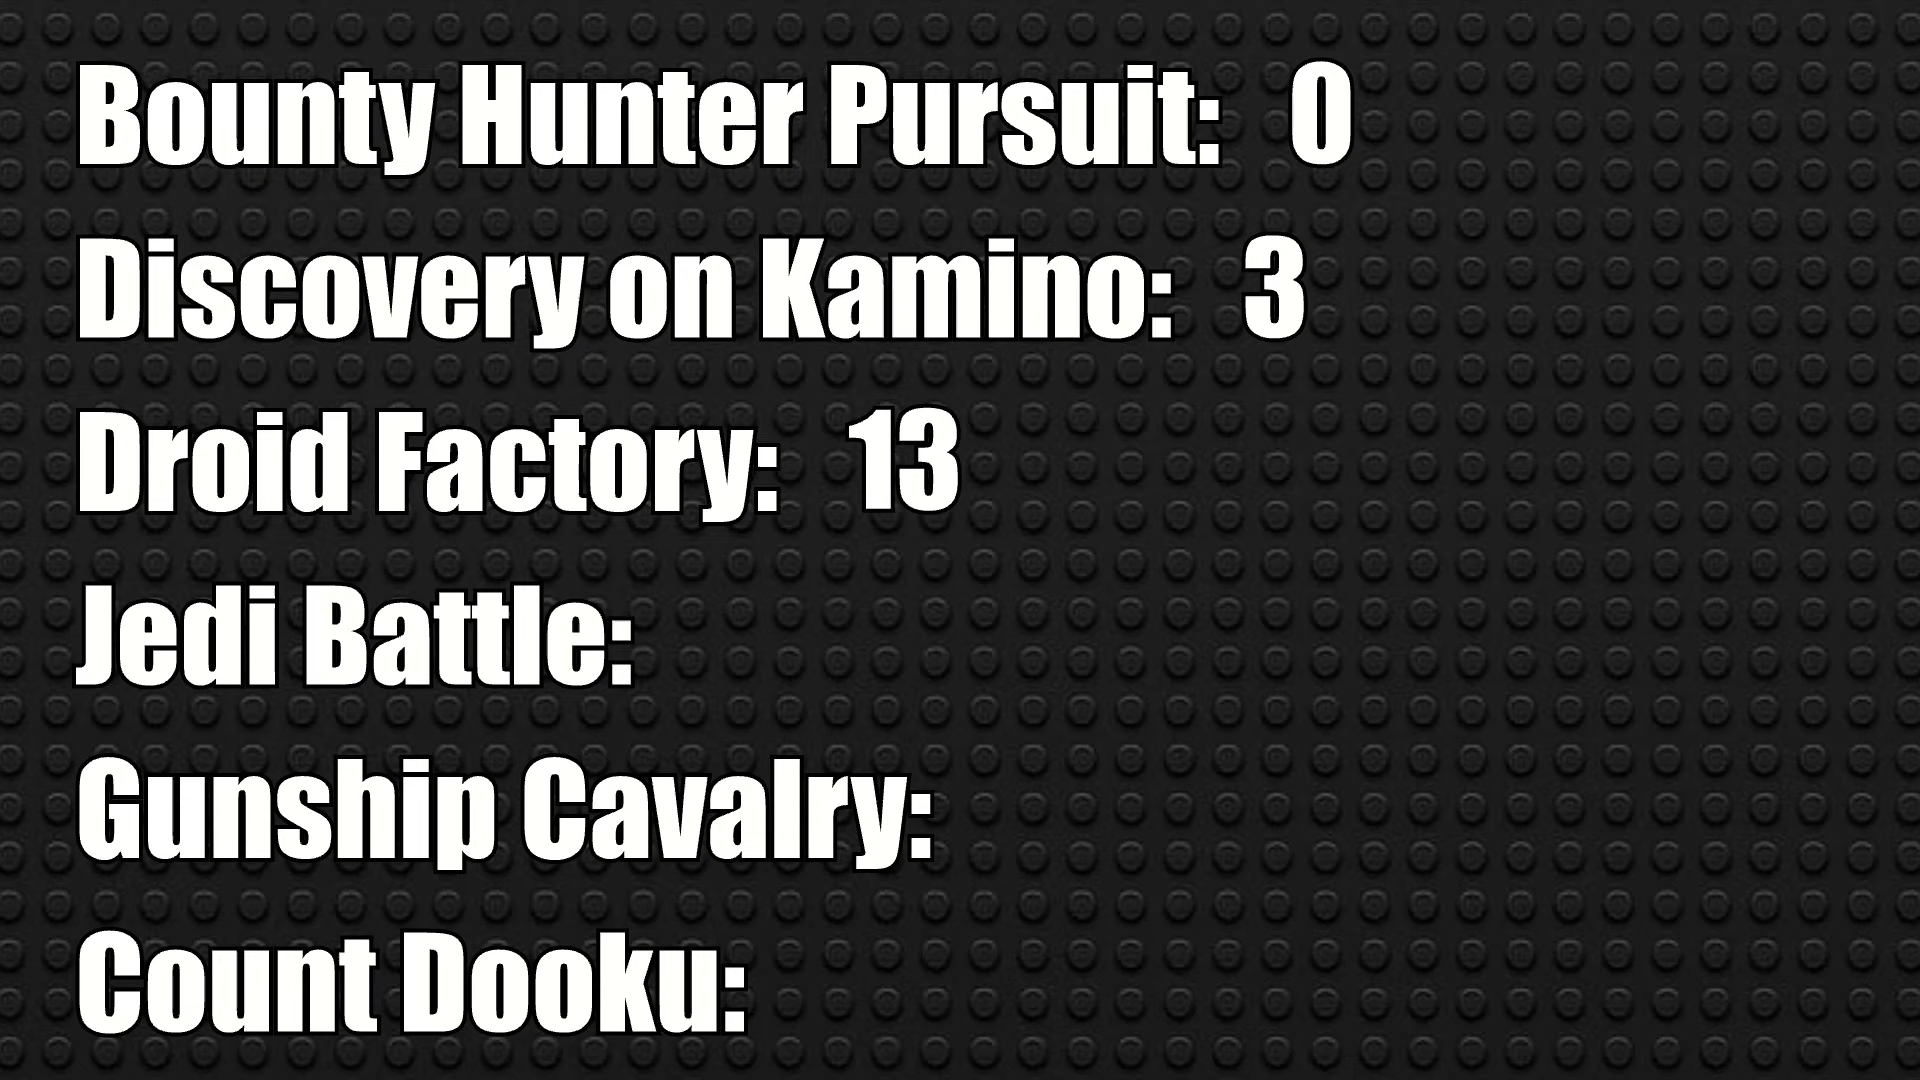 Bounty Hunter Pursuit: 0
Discovery on Kamino: 3
Droid Factory: 13
Jedi Battle:
Gunship Cavalry:
Count Dooku: